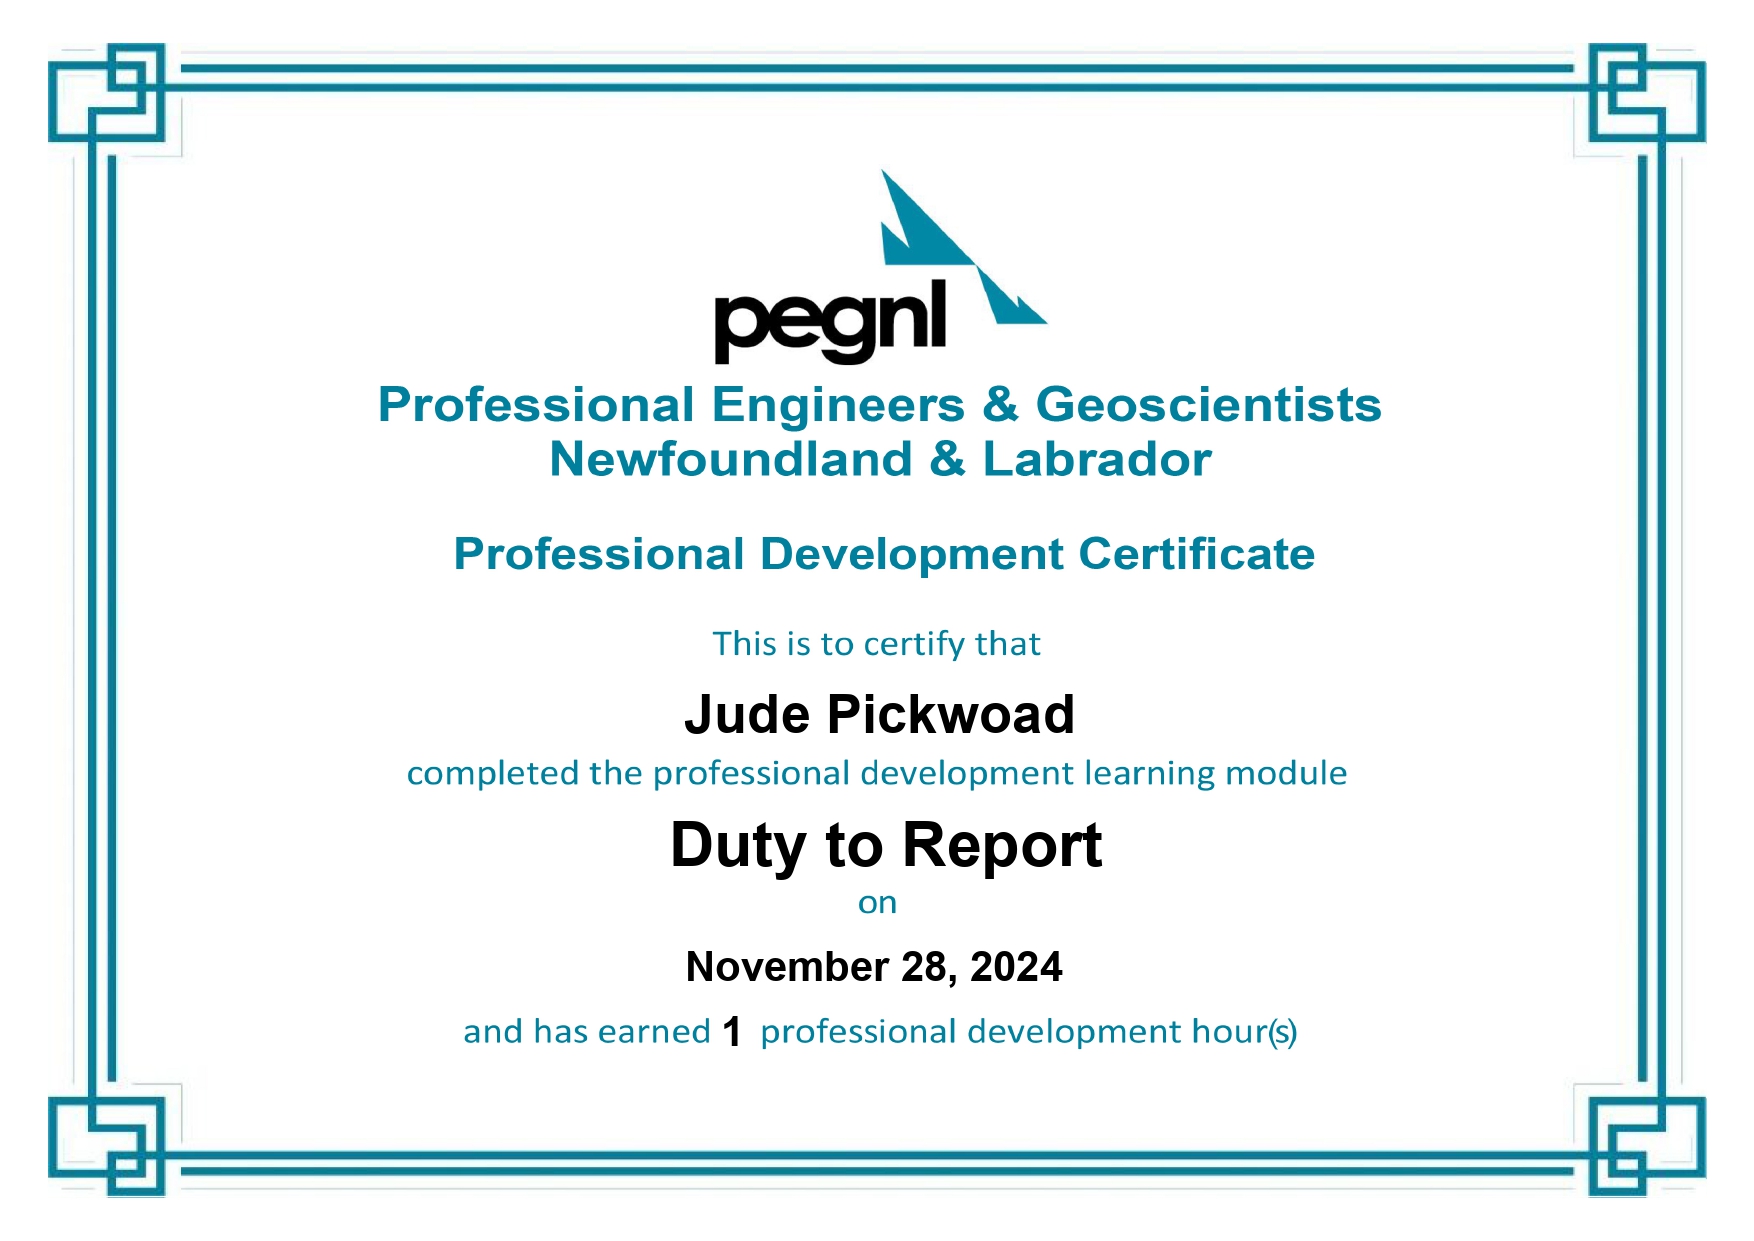 pegnl
Professional Engineers & Geoscientists
Newfoundland & Labrador
Professional Development Certificate
This is to certify that
Jude Pickwoad
completed the professional development learning module
Duty to Report
on
November 28, 2024
and has earned 1 professional development hour(s)